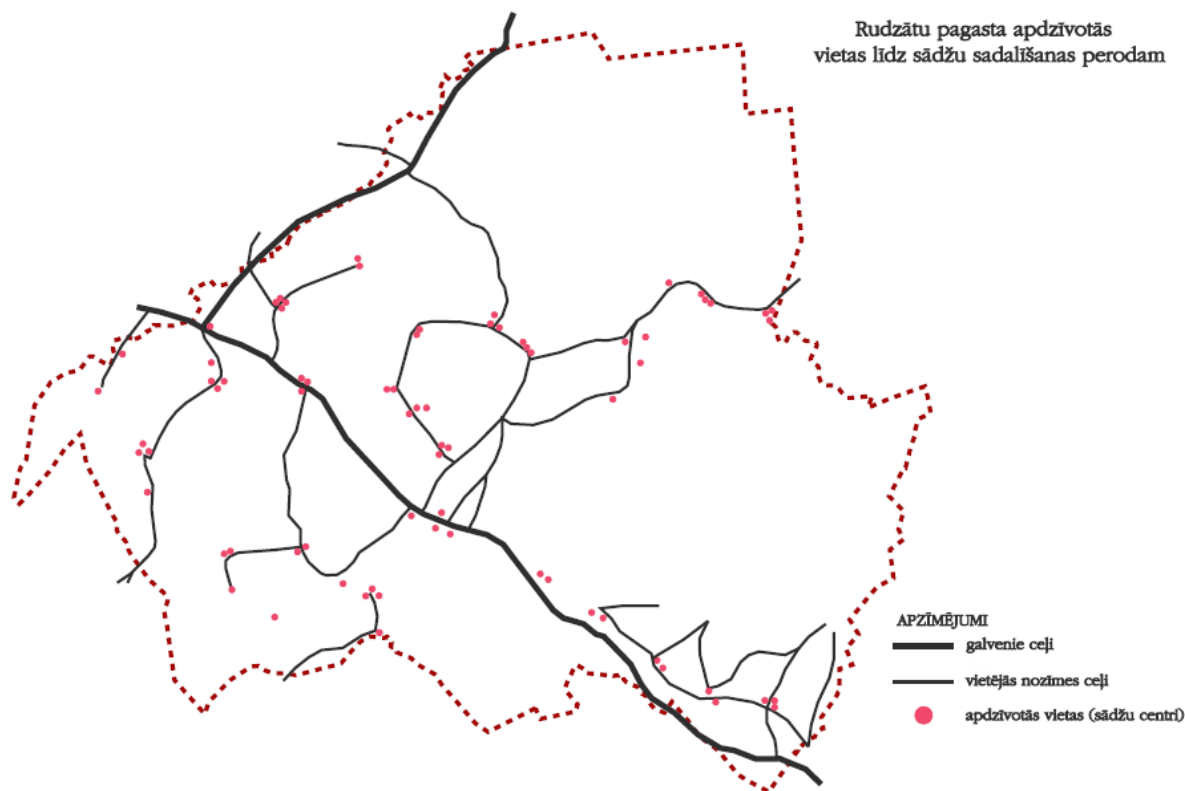 Rudzātu pagasta apdzīvotās
vietas līdz sādžu sadalīšanas perodam
APZĪMĒJUMI
galvenie ceļi
vietējās nozīmes ceļi
apdzīvotās vietas (sādžu centri)